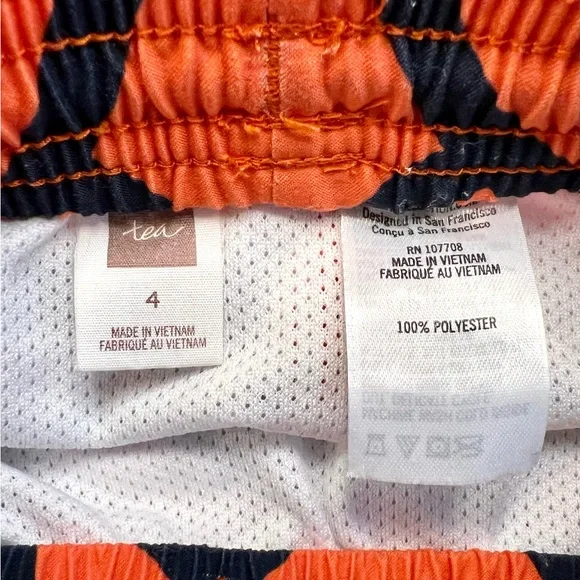 tea
4
MADE IN VIETNAM
FABRIQUÉ AU VIETNAM
Designed in San Francisco
Conçu à San Francisco
RN 107708
MADE IN VIETNAM
FABRIQUÉ AU VIETNAM
100% POLYESTER